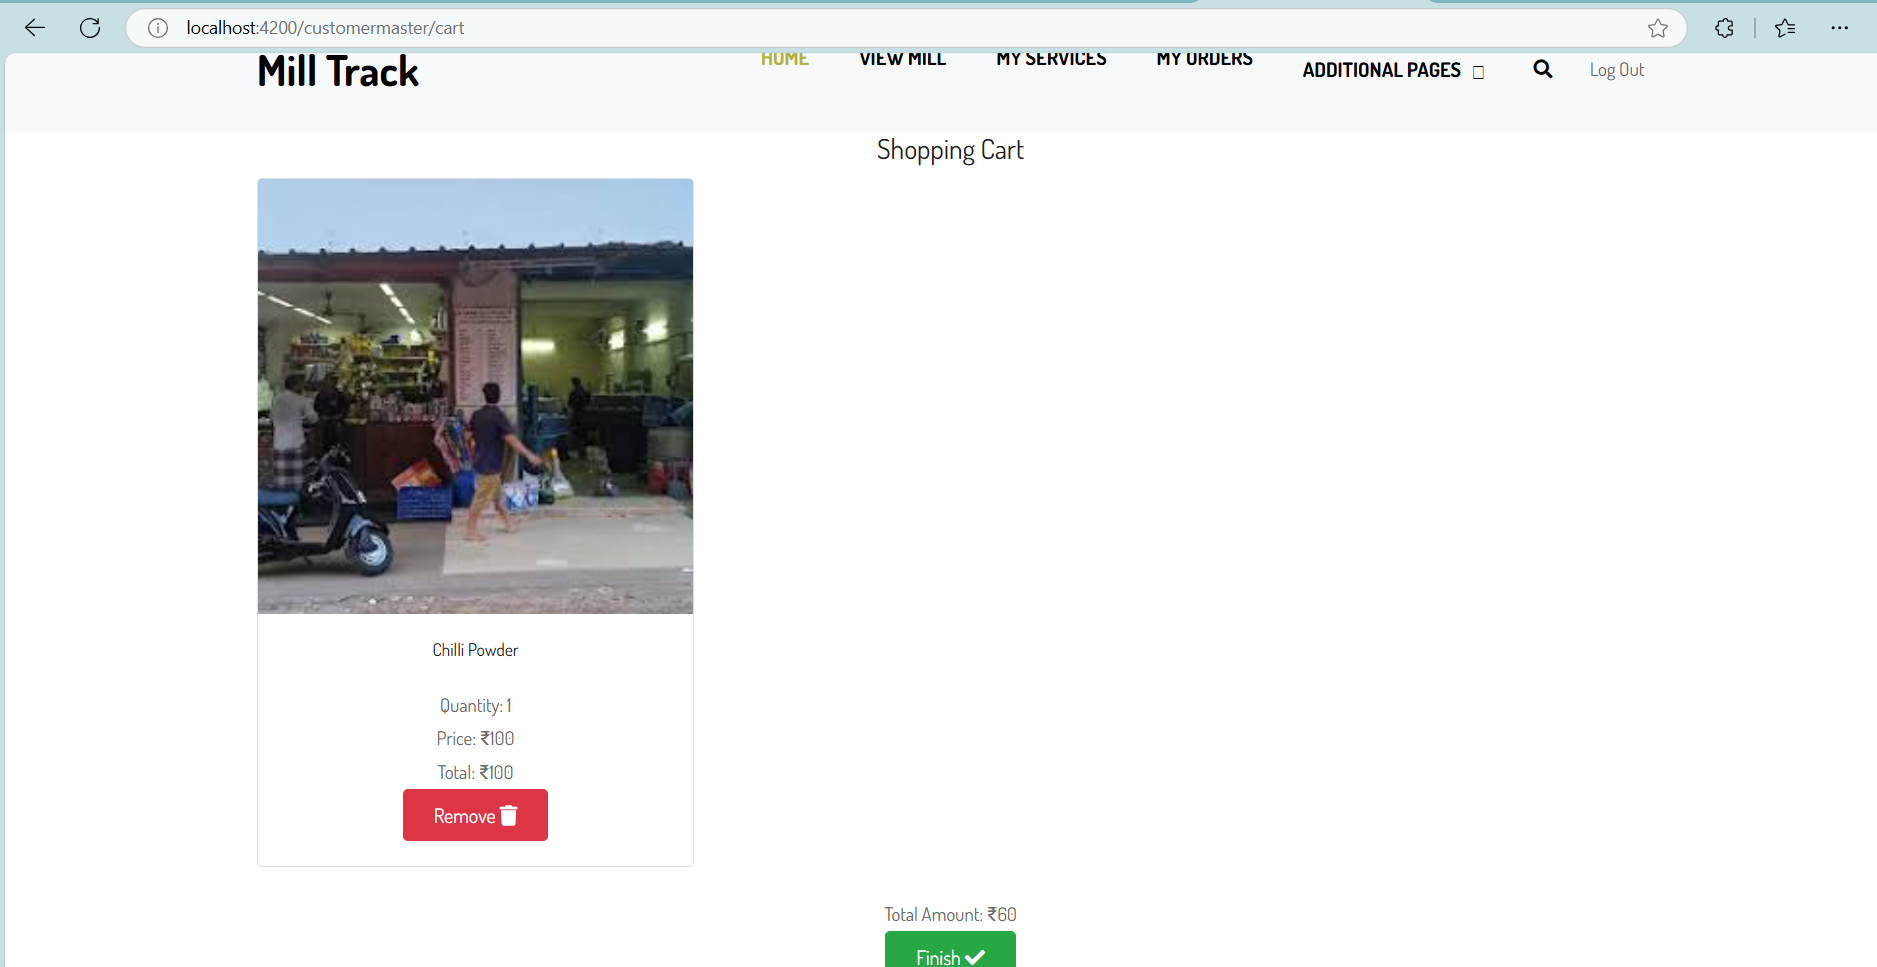 localhost:4200/customermaster/cart
Mill Track
HOME
VIEW MILL
MY SERVICES
MY ORDERS
ADDITIONAL PAGES
Log Out
Shopping Cart
Chilli Powder
Quantity: 1
Price: ₹100
Total: ₹100
Remove
Total Amount: ₹60
Finish